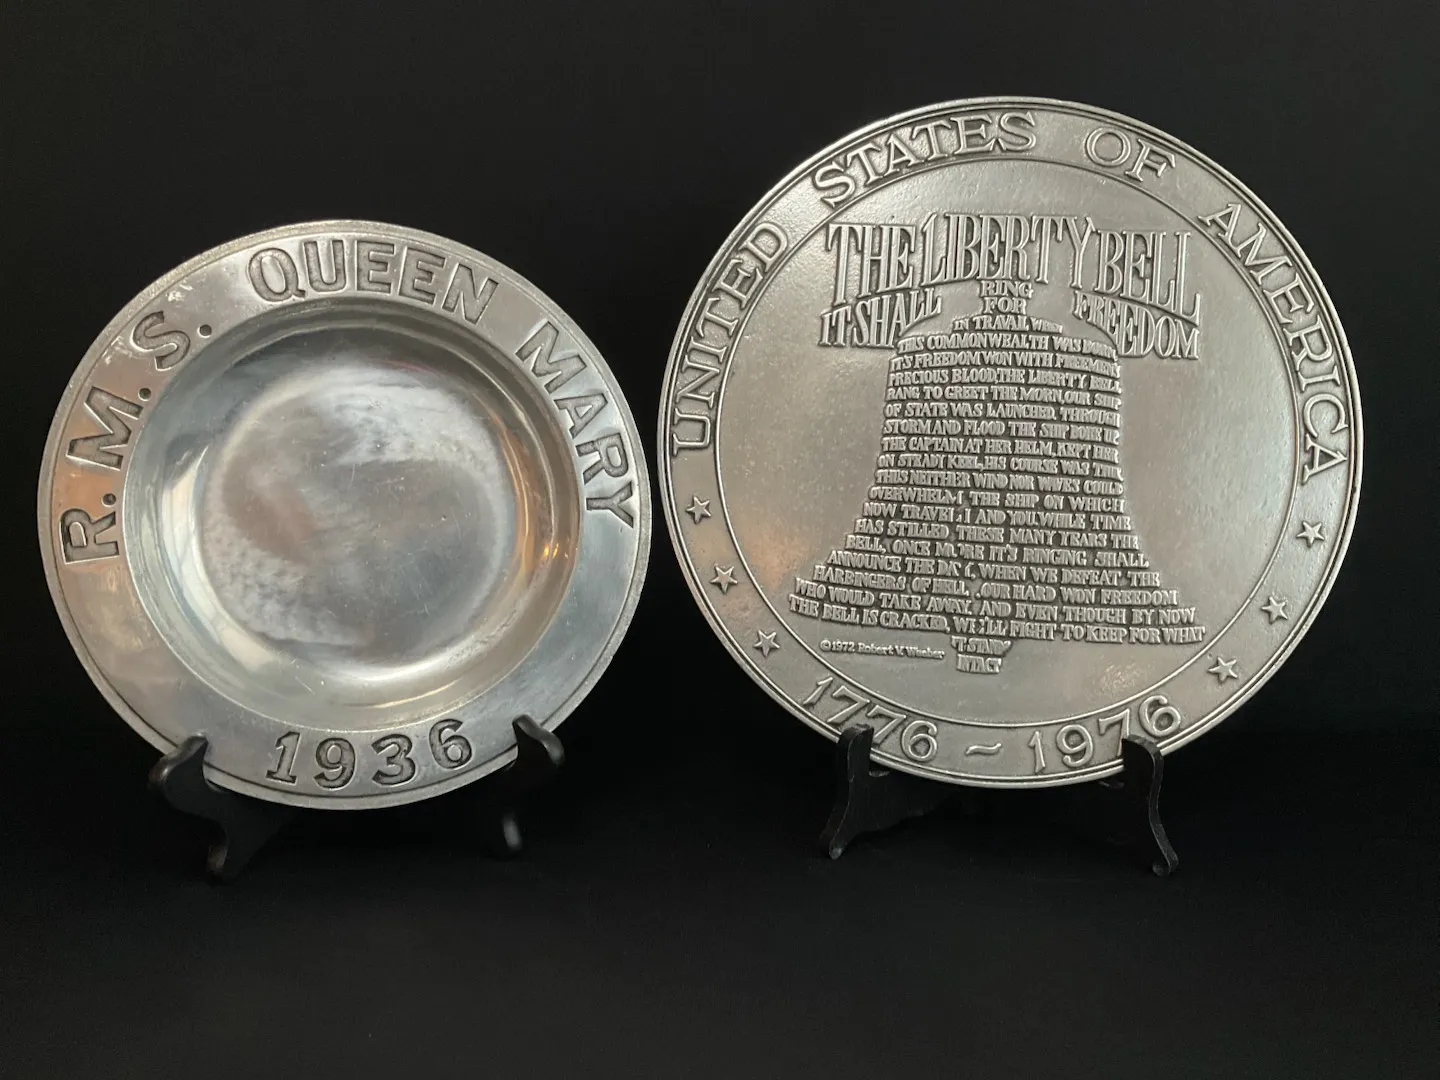 R.M.S. QUEEN MARY
1936
UNITED STATES OF AMERICA
THE LIBERTY BELL
IT SHALL RING FOR FREEDOM
IN TRAVAIL WHEN
THIS COMMONWEALTH WAS BORN
ITS FREEDOM WON WITH FREEMEN
PRECIOUS BLOOD, THE LIBERTY BELL
RANG TO GREET THE MORN, OUR SHIP
OF STATE WAS LAUNCHED, THROUGH
STORM AND FLOOD THE SHIP BORE UP
THE CAPTAIN AT HER HELM, KEPT HER
ON STEADY KEEL, HIS COURSE WAS TRUE
THUS NEITHER WIND NOR WAVES COULD
OVERWHELM THE SHIP ON WHICH
NOW TRAVEL I AND YOU, WHILE TIME
HAS STILLED, THESE MANY YEARS THE
BELL, ONCE MORE IT'S RINGING SHALL
ANNOUNCE THE DAY, WHEN WE DEFEAT, THE
HARBINGERS OF HELL, OUR HARD WON FREEDOM
WHO WOULD TAKE AWAY, AND EVEN THOUGH BY NOW
THE BELL IS CRACKED, WE'LL FIGHT TO KEEP FOR WHAT
IT STANDS
INTACT
©1972 Robert V.
1776 ~ 1976